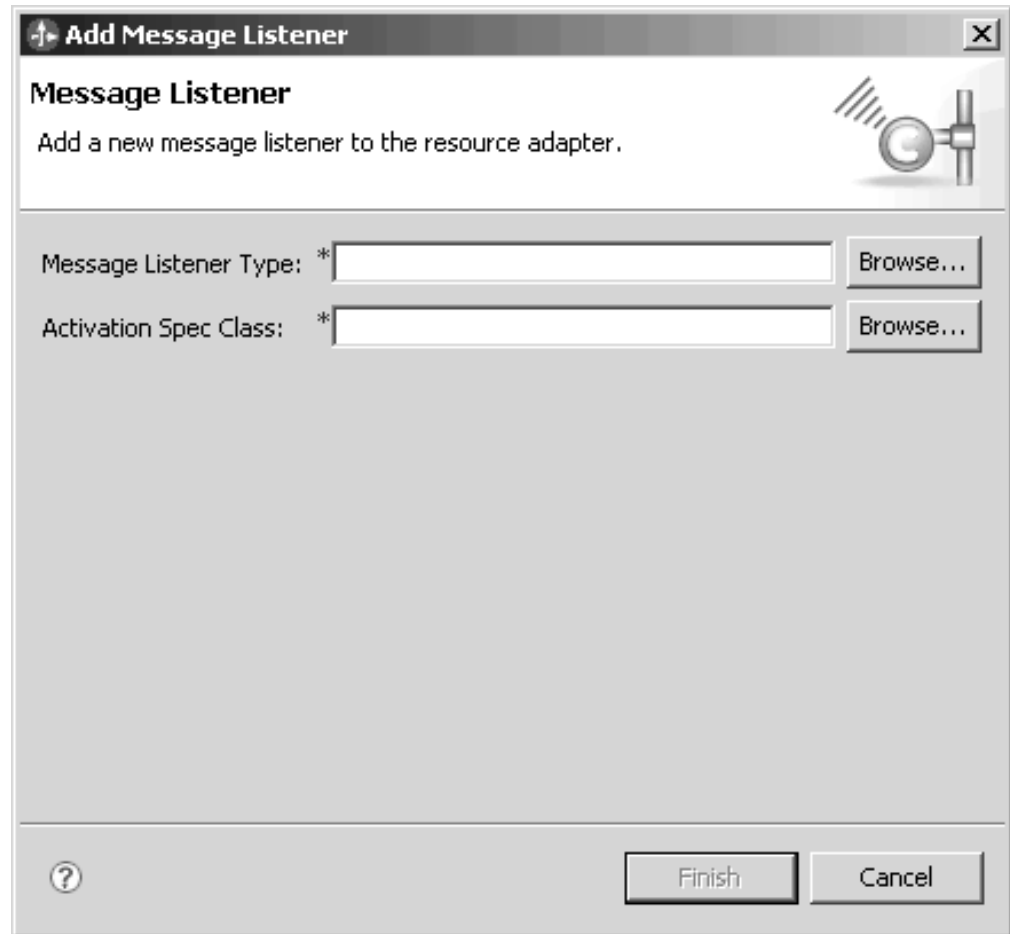 Add Message Listener
Message Listener
Add a new message listener to the resource adapter.
Message Listener Type: * Browse...
Activation Spec Class: * Browse...
Finish Cancel